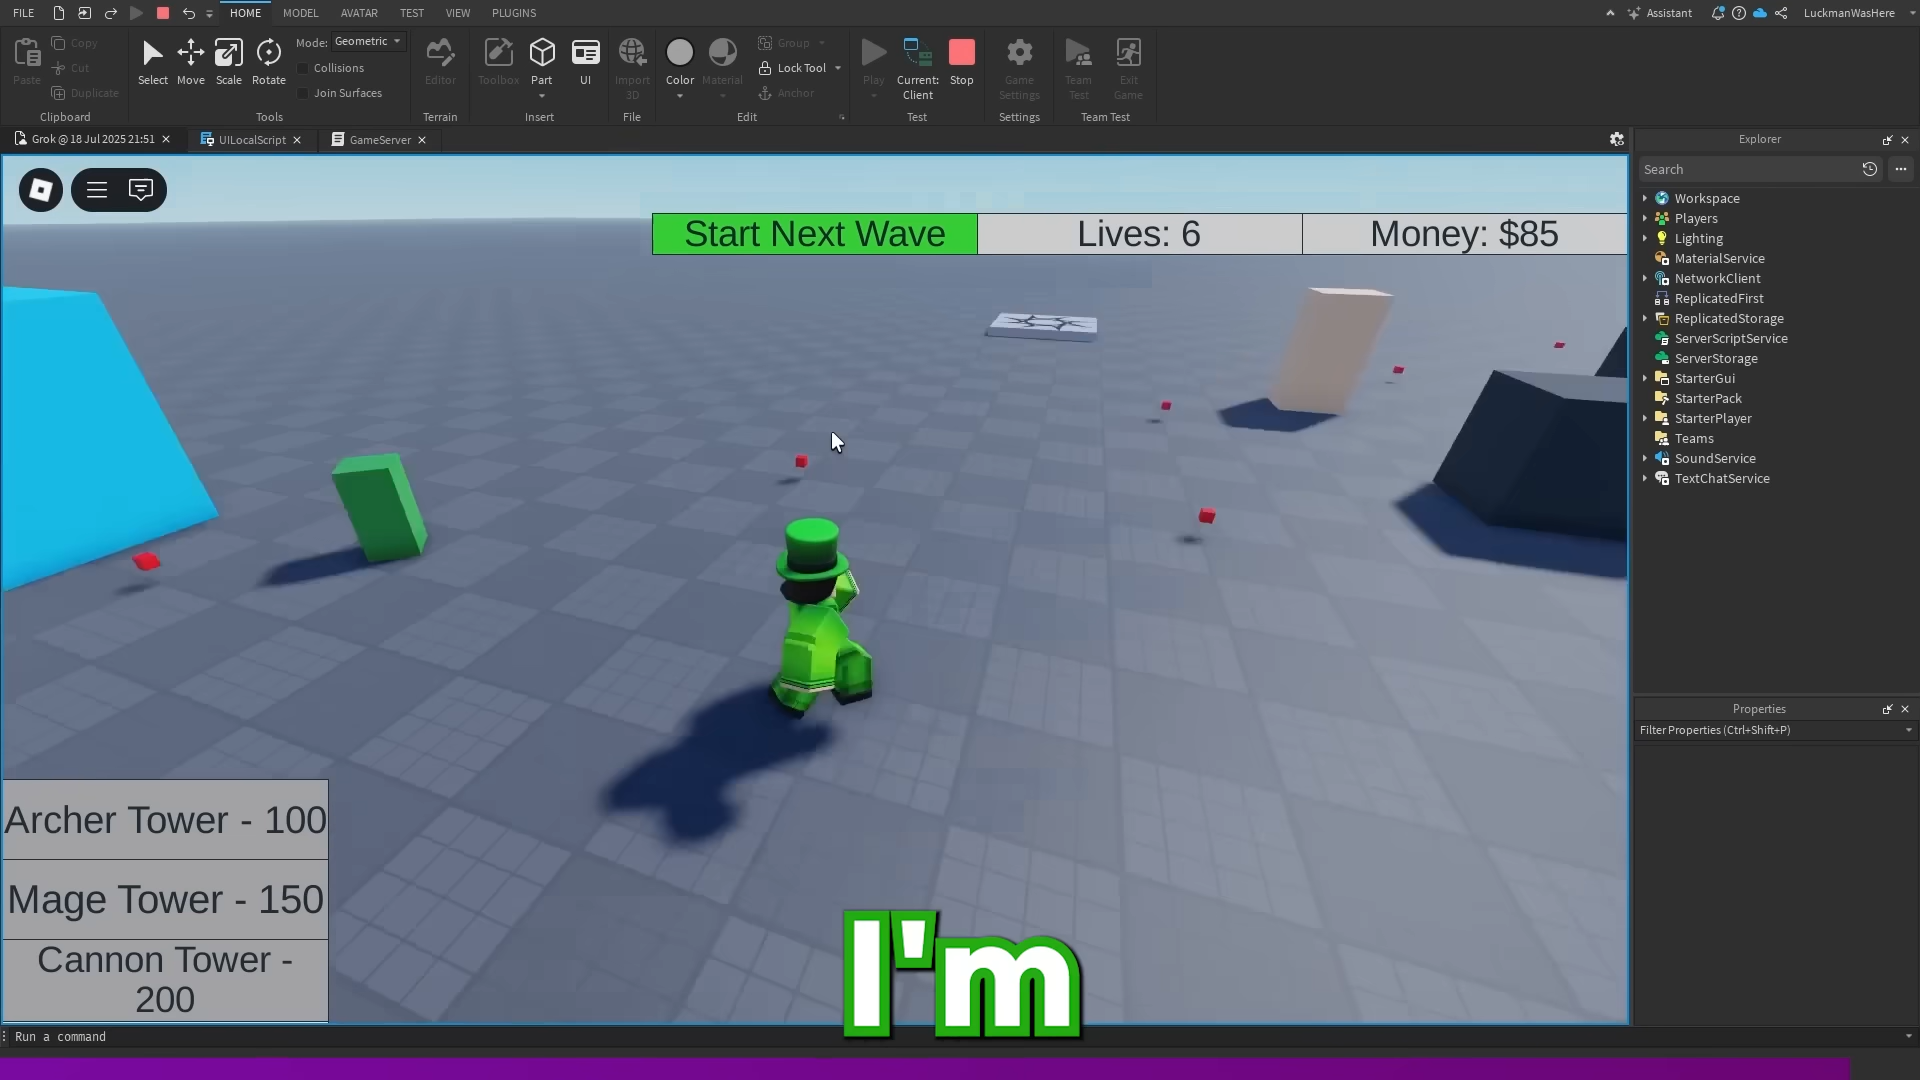 FILE
HOME
MODEL
AVATAR
TEST
VIEW
PLUGINS
Assistant
LuckmanWasHere
Paste
Copy
Cut
Duplicate
Clipboard
Select
Move
Scale
Rotate
Mode: Geometric
Collisions
Join Surfaces
Tools
Editor
Terrain
Toolbox
Part
UI
Insert
Import
3D
File
Color
Material
Group
Lock Tool
Anchor
Edit
Play
Current:
Client
Stop
Test
Game
Settings
Settings
Team
Test
Exit
Game
Team Test
Grok @ 18 Jul 2025 21:51
UILocalScript
GameServer
Start Next Wave
Lives: 6
Money: $85
Archer Tower - 100
Mage Tower - 150
Cannon Tower -
200
I'm
Explorer
Search
Workspace
Players
Lighting
MaterialService
NetworkClient
ReplicatedFirst
ReplicatedStorage
ServerScriptService
ServerStorage
StarterGui
StarterPack
StarterPlayer
Teams
SoundService
TextChatService
Properties
Filter Properties (Ctrl+Shift+P)
Run a command